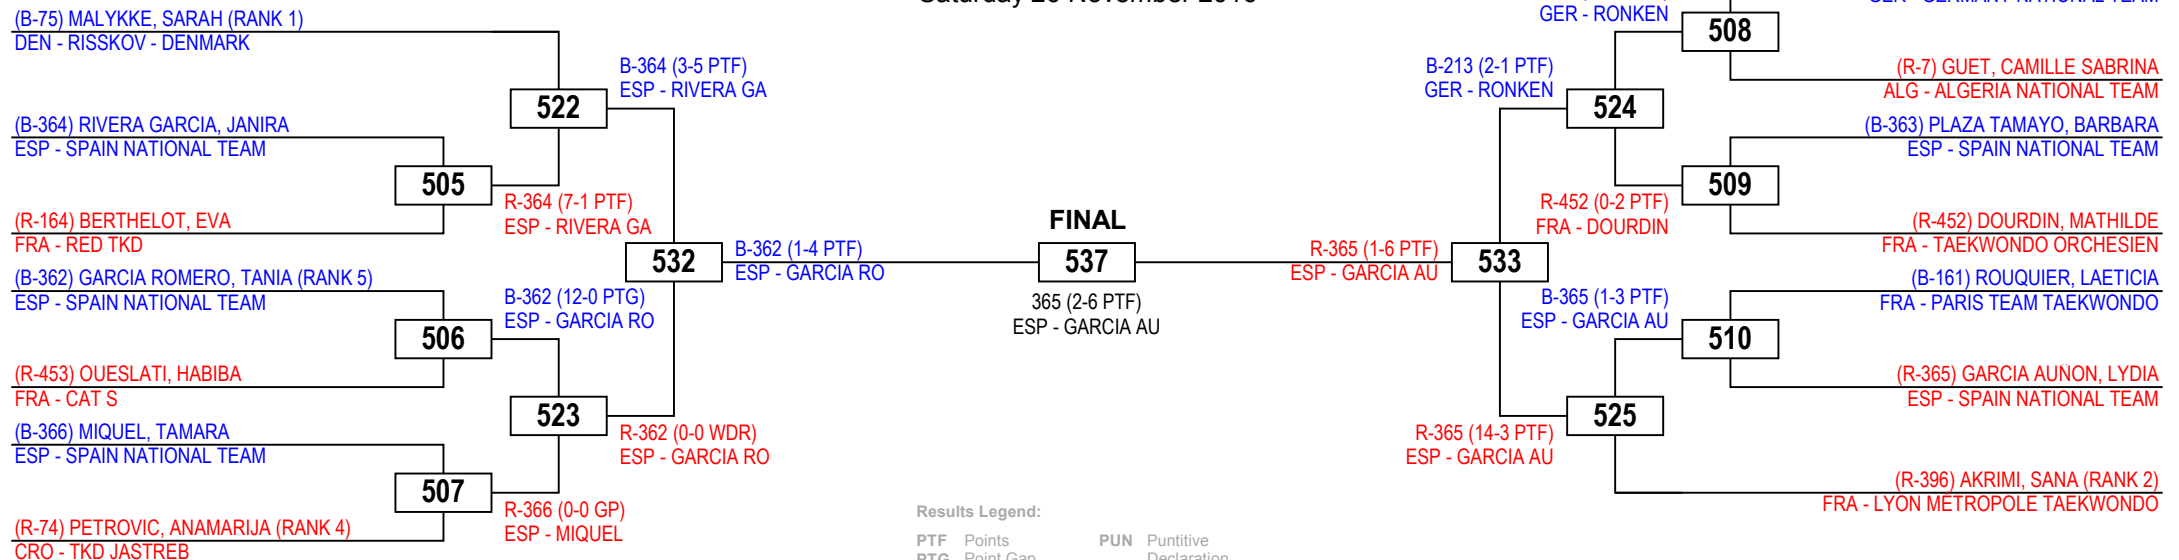 (B-75) MALYKKE, SARAH (RANK 1)
DEN - RISSKOV - DENMARK
B-364 (3-5 PTF)
ESP - RIVERA GA
522
(B-364) RIVERA GARCIA, JANIRA
ESP - SPAIN NATIONAL TEAM
505
R-364 (7-1 PTF)
ESP - RIVERA GA
(R-164) BERTHELOT, EVA
FRA - RED TKD
532
B-362 (1-4 PTF)
ESP - GARCIA RO
(B-362) GARCIA ROMERO, TANIA (RANK 5)
ESP - SPAIN NATIONAL TEAM
B-362 (12-0 PTG)
ESP - GARCIA RO
506
(R-453) OUESLATI, HABIBA
FRA - CAT S
523
R-362 (0-0 WDR)
ESP - GARCIA RO
(B-366) MIQUEL, TAMARA
ESP - SPAIN NATIONAL TEAM
507
R-366 (0-0 GP)
ESP - MIQUEL
(R-74) PETROVIC, ANAMARIJA (RANK 4)
CRO - TKD JASTREB
FINAL
537
365 (2-6 PTF)
ESP - GARCIA AU
GER - RONKEN
508
(R-7) GUET, CAMILLE SABRINA
ALG - ALGERIA NATIONAL TEAM
B-213 (2-1 PTF)
GER - RONKEN
524
(B-363) PLAZA TAMAYO, BARBARA
ESP - SPAIN NATIONAL TEAM
509
R-452 (0-2 PTF)
FRA - DOURDIN
(R-452) DOURDIN, MATHILDE
FRA - TAEKWONDO ORCHESIEN
R-365 (1-6 PTF)
ESP - GARCIA AU
533
(B-161) ROUQUIER, LAETICIA
FRA - PARIS TEAM TAEKWONDO
B-365 (1-3 PTF)
ESP - GARCIA AU
510
(R-365) GARCIA AUÑON, LYDIA
ESP - SPAIN NATIONAL TEAM
525
R-365 (14-3 PTF)
ESP - GARCIA AU
(R-396) AKRIMI, SANA (RANK 2)
FRA - LYON MÉTROPOLE TAEKWONDO
Results Legend:
PTF Points PUN Puntitive
PTG Point Gap Declaration